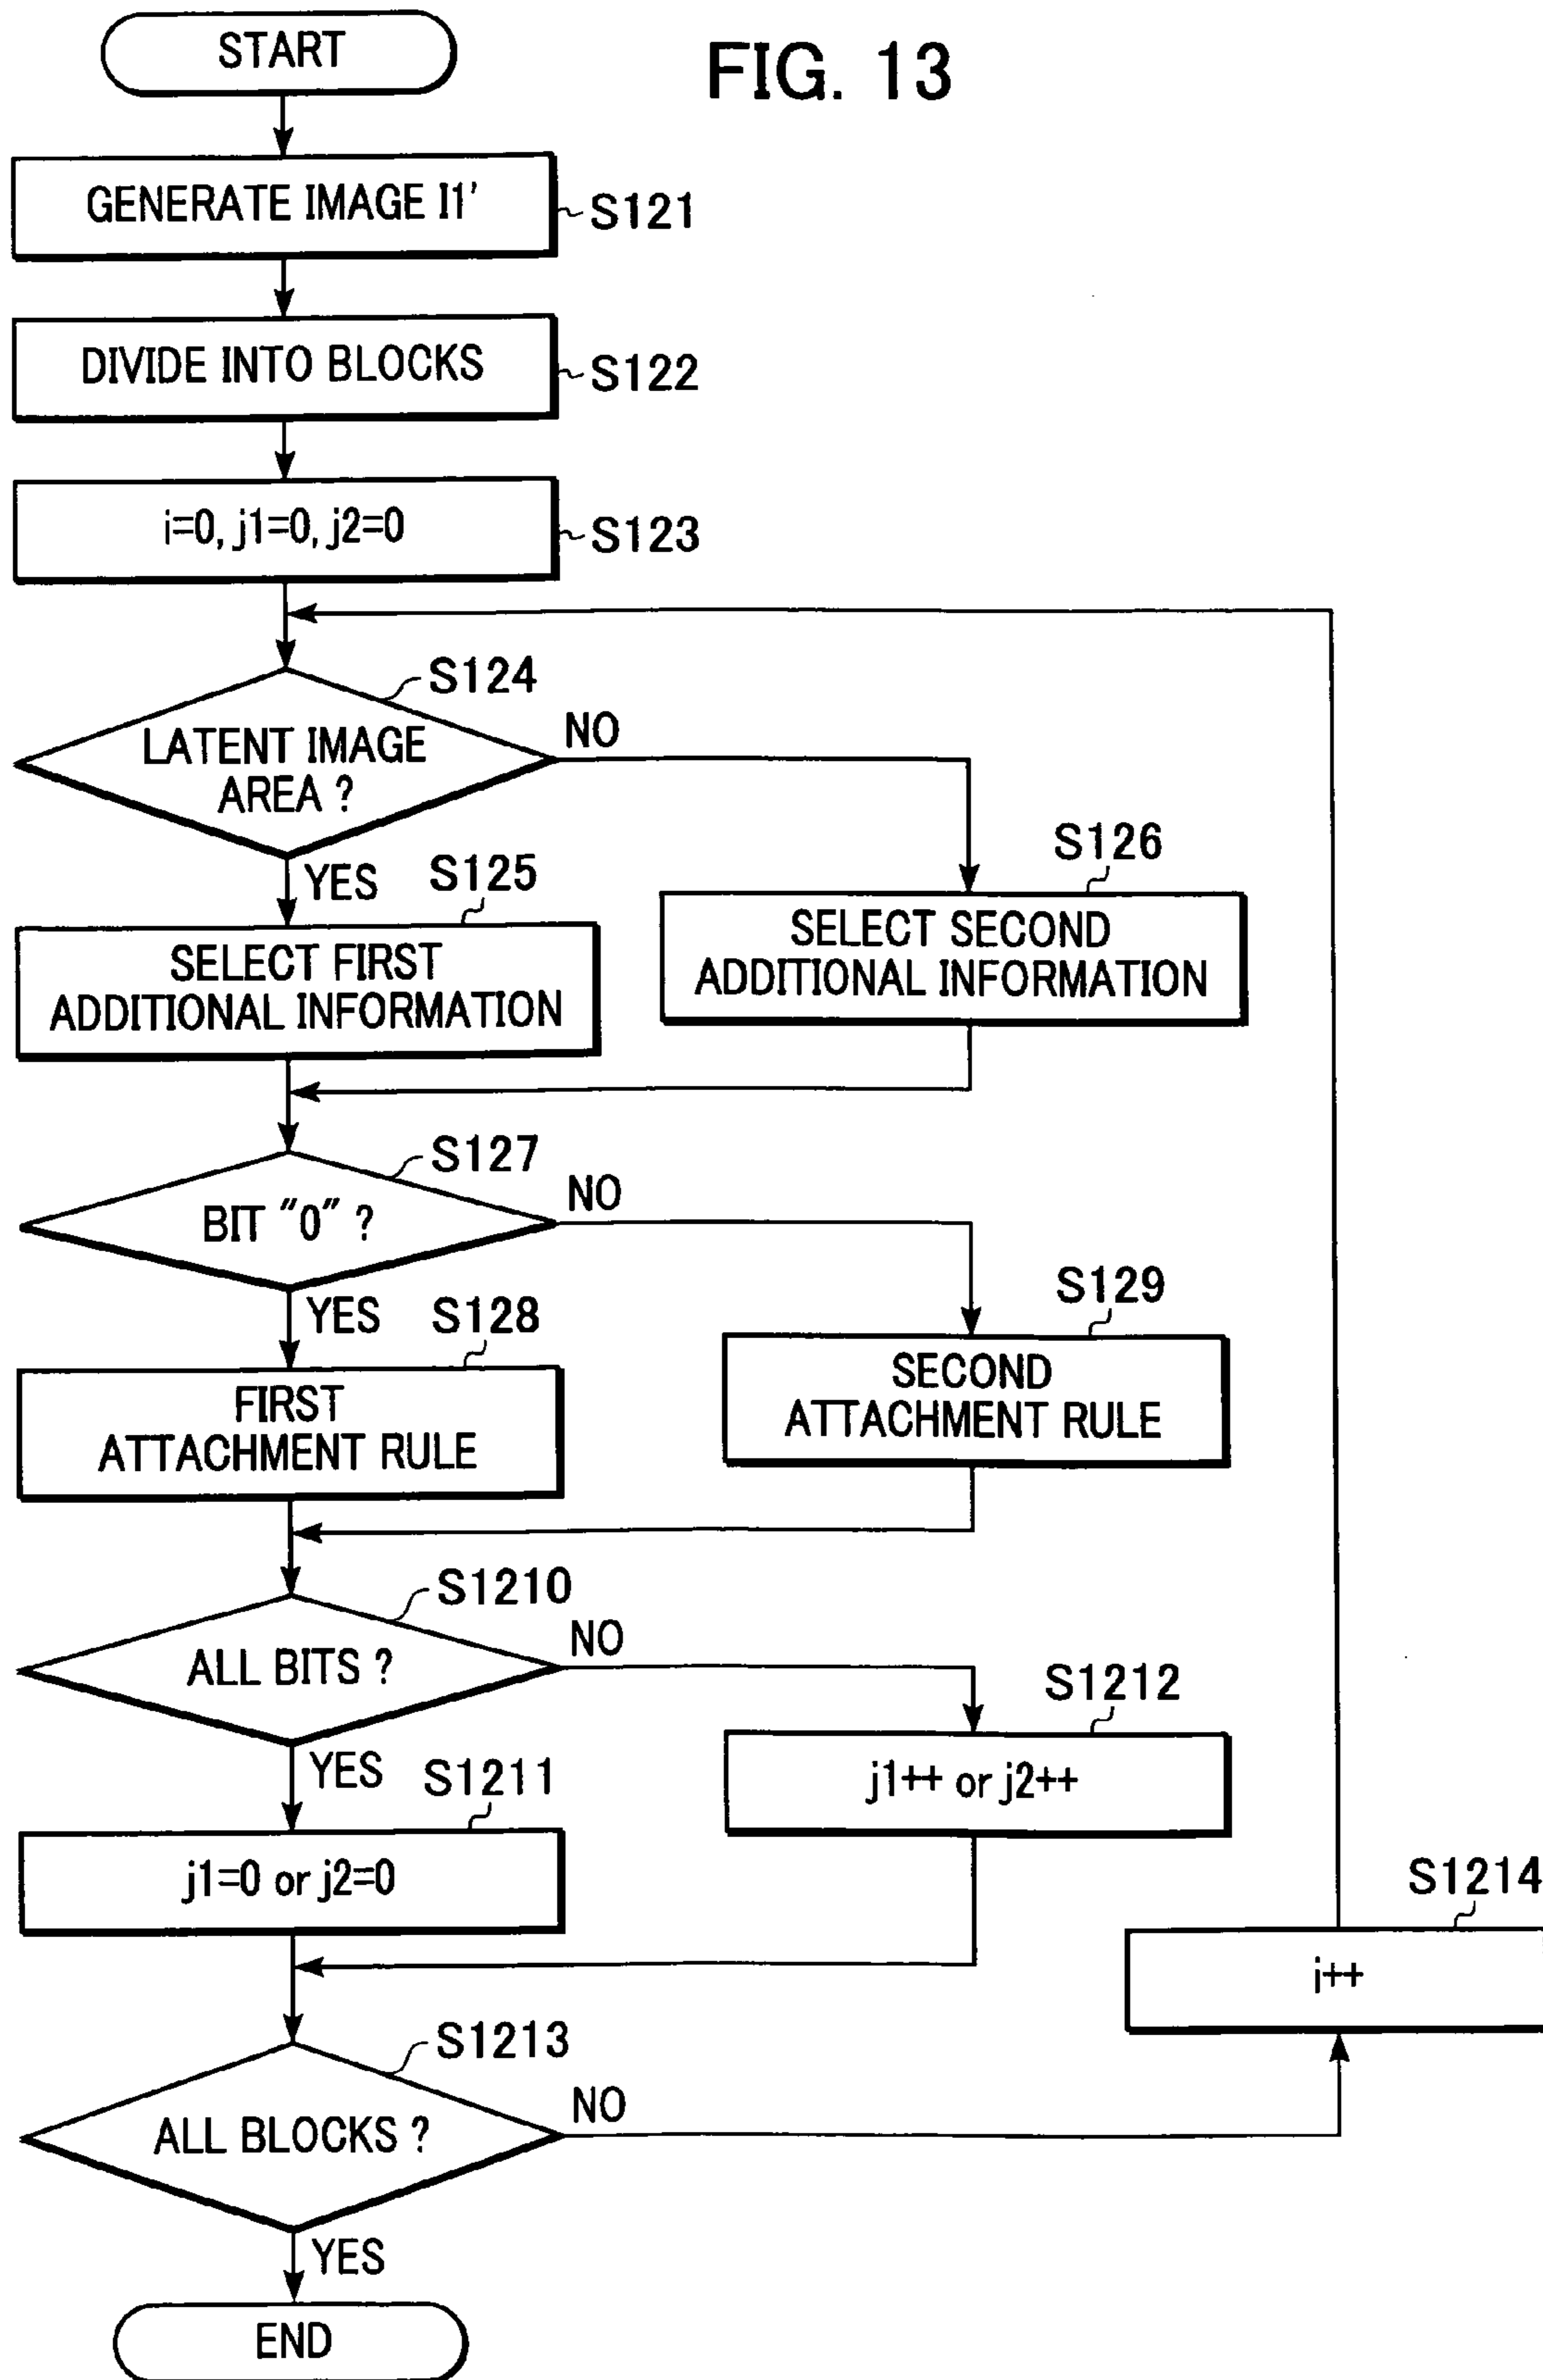 START
FIG. 13
GENERATE IMAGE I1'
S121
DIVIDE INTO BLOCKS
S122
i=0, j1=0, j2=0
S123
S124
LATENT IMAGE
AREA ?
NO
YES
S125
S126
SELECT FIRST
ADDITIONAL INFORMATION
SELECT SECOND
ADDITIONAL INFORMATION
S127
BIT "0" ?
NO
YES
S128
S129
FIRST
ATTACHMENT RULE
SECOND
ATTACHMENT RULE
S1210
ALL BITS ?
NO
YES
S1211
S1212
j1=0 or j2=0
j1++ or j2++
S1214
i++
S1213
ALL BLOCKS ?
NO
YES
END